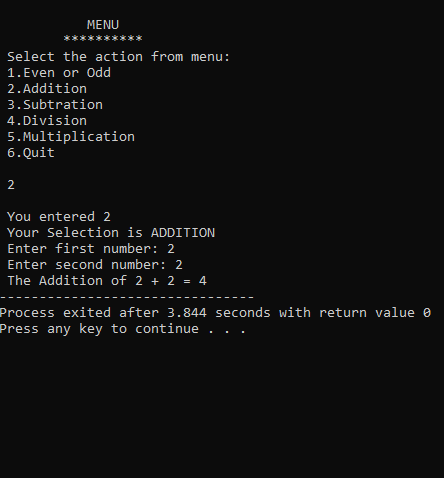 MENU
**********
Select the action from menu:
1.Even or Odd
2.Addition
3.Subtration
4.Division
5.Multiplication
6.Quit
2
You entered 2
Your Selection is ADDITION
Enter first number: 2
Enter second number: 2
The Addition of 2 + 2 = 4
--------------------------------
Process exited after 3.844 seconds with return value 0
Press any key to continue . . .